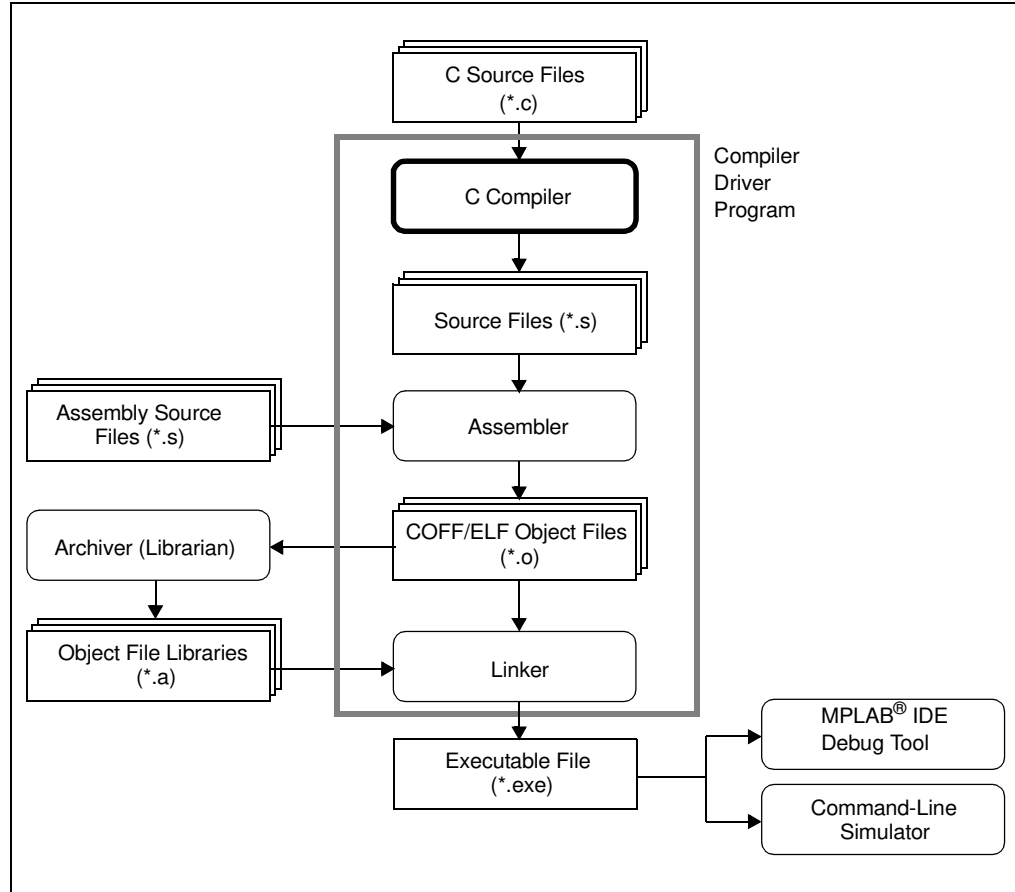 C Source Files
(*.c)
Compiler
Driver
Program
C Compiler
Source Files (*.s)
Assembly Source
Files (*.s)
Assembler
Archiver (Librarian)
COFF/ELF Object Files
(*.o)
Object File Libraries
(*.a)
Linker
Executable File
(*.exe)
MPLAB® IDE
Debug Tool
Command-Line
Simulator